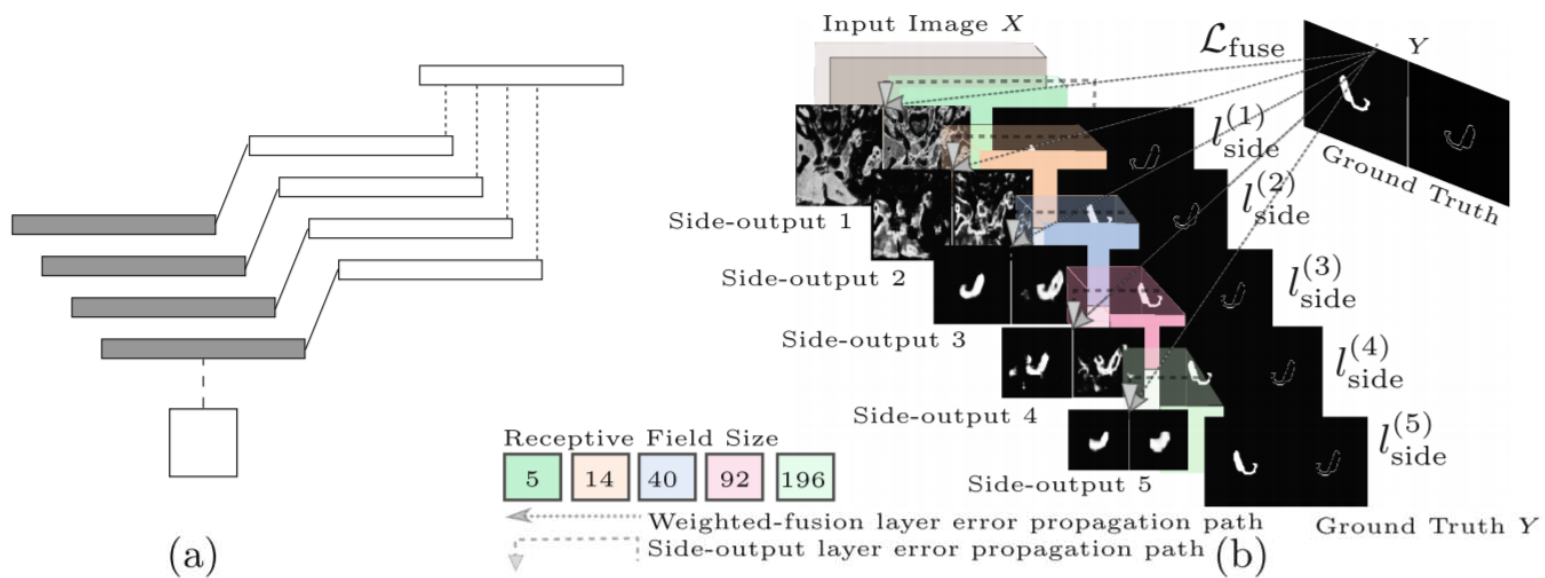 Input Image X
ℒfuse
Y
Ground Truth
l(1)side
l(2)side
l(3)side
l(4)side
l(5)side
Side-output 1
Side-output 2
Side-output 3
Side-output 4
Side-output 5
Receptive Field Size
5 14 40 92 196
Weighted-fusion layer error propagation path
Side-output layer error propagation path
Ground Truth Y
(a)
(b)